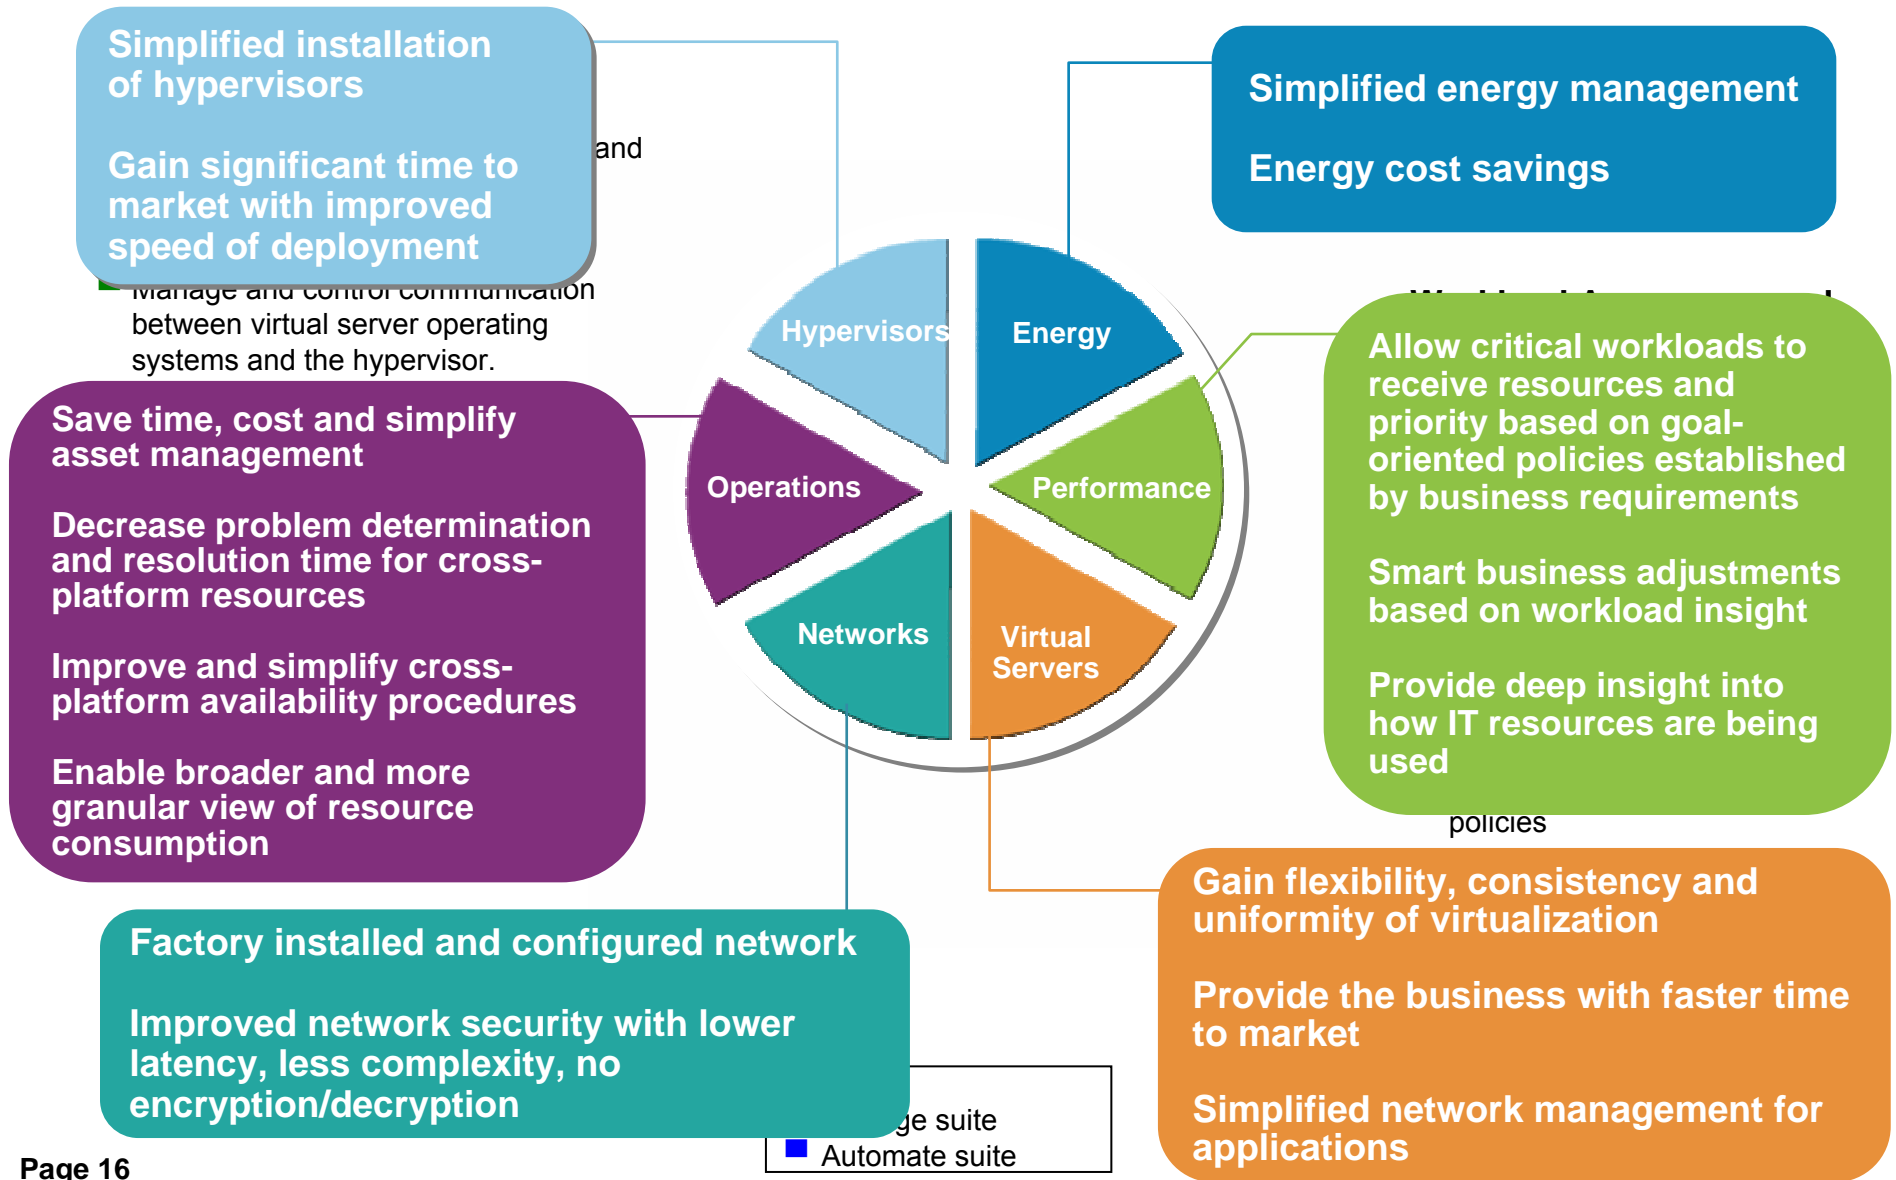 Simplified installation
of hypervisors
Gain significant time to
market with improved
speed of deployment
and
Manage and control communication
between virtual server operating
systems and the hypervisor.
Simplified energy management
Energy cost savings
Hypervisors
Energy
Operations
Performance
Networks
Virtual
Servers
Save time, cost and simplify
asset management
Decrease problem determination
and resolution time for cross-
platform resources
Improve and simplify cross-
platform availability procedures
Enable broader and more
granular view of resource
consumption
Allow critical workloads to
receive resources and
priority based on goal-
oriented policies established
by business requirements
Smart business adjustments
based on workload insight
Provide deep insight into
how IT resources are being
used
policies
Factory installed and configured network
Improved network security with lower
latency, less complexity, no
encryption/decryption
Gain flexibility, consistency and
uniformity of virtualization
Provide the business with faster time
to market
Simplified network management for
applications
suite
Automate suite
Page 16